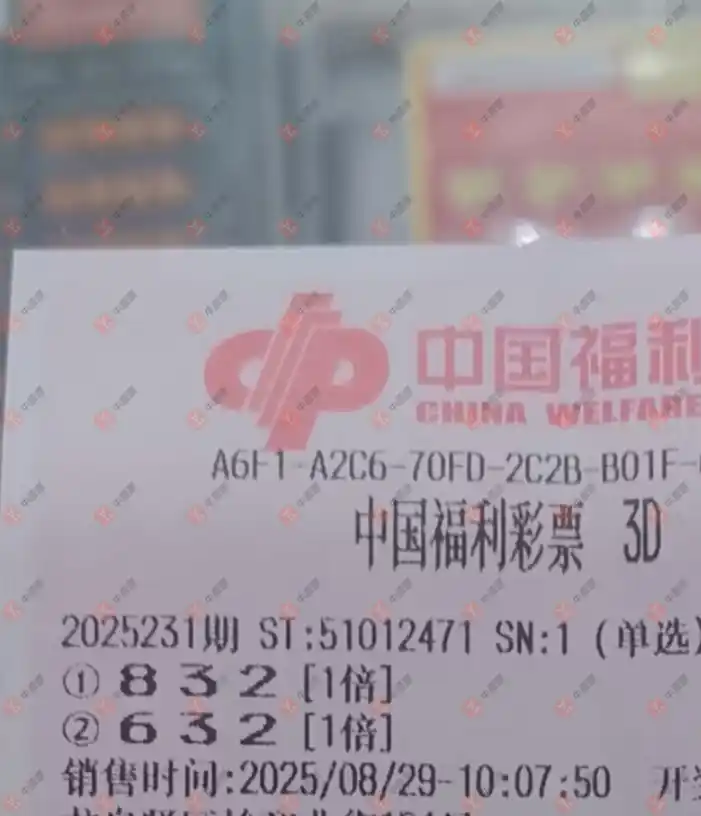 中国福利
CHINA WELFARE
A6F1-A2C6-70FD-2C2B-B01F-
中国福利彩票 3D
2025231期 ST:51012471 SN:1 (单选)
① 8 3 2 [1倍]
② 6 3 2 [1倍]
销售时间:2025/08/29-10:07:50 开